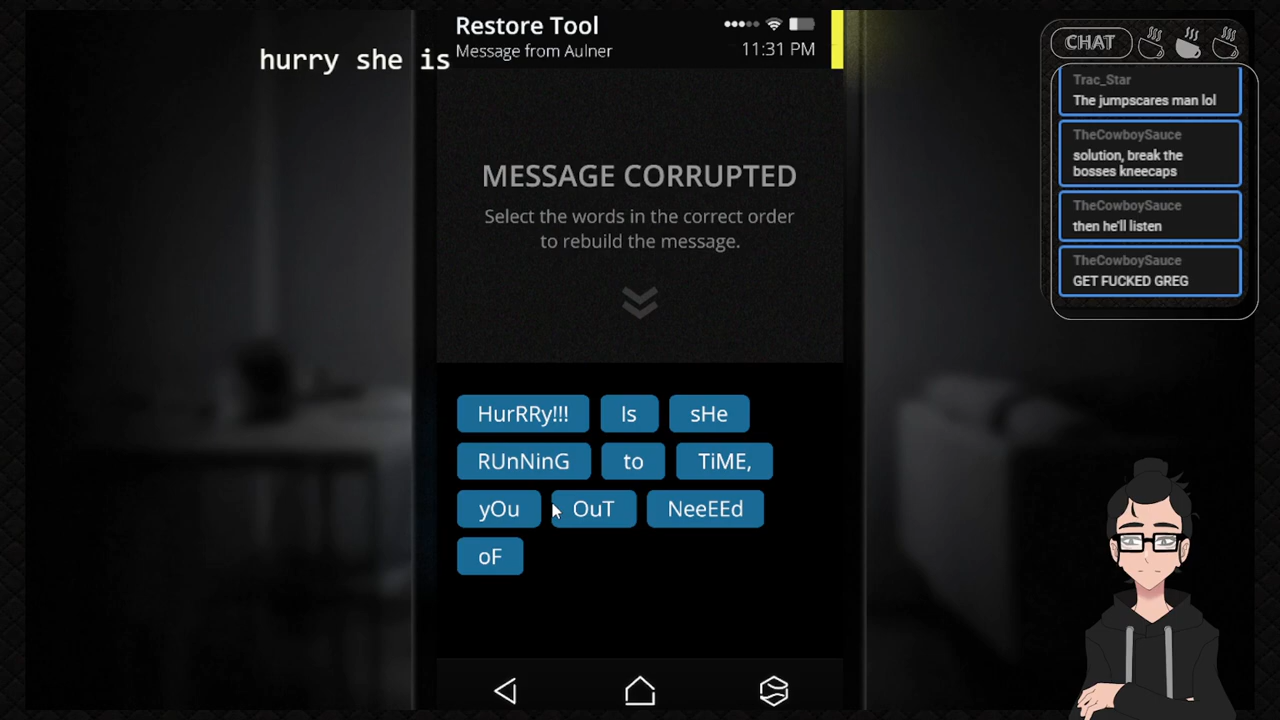 hurry she is
Restore Tool
Message from Aulner
11:31 PM
MESSAGE CORRUPTED
Select the words in the correct order
to rebuild the message.
HurRRy!!! Is sHe
RUnNinG to TiME,
yOu OuT NeeEEd
oF
CHAT
Trac_Star
The jumpscares man lol
TheCowboySauce
solution, break the
bosses kneecaps
TheCowboySauce
then he'll listen
TheCowboySauce
GET FUCKED GREG